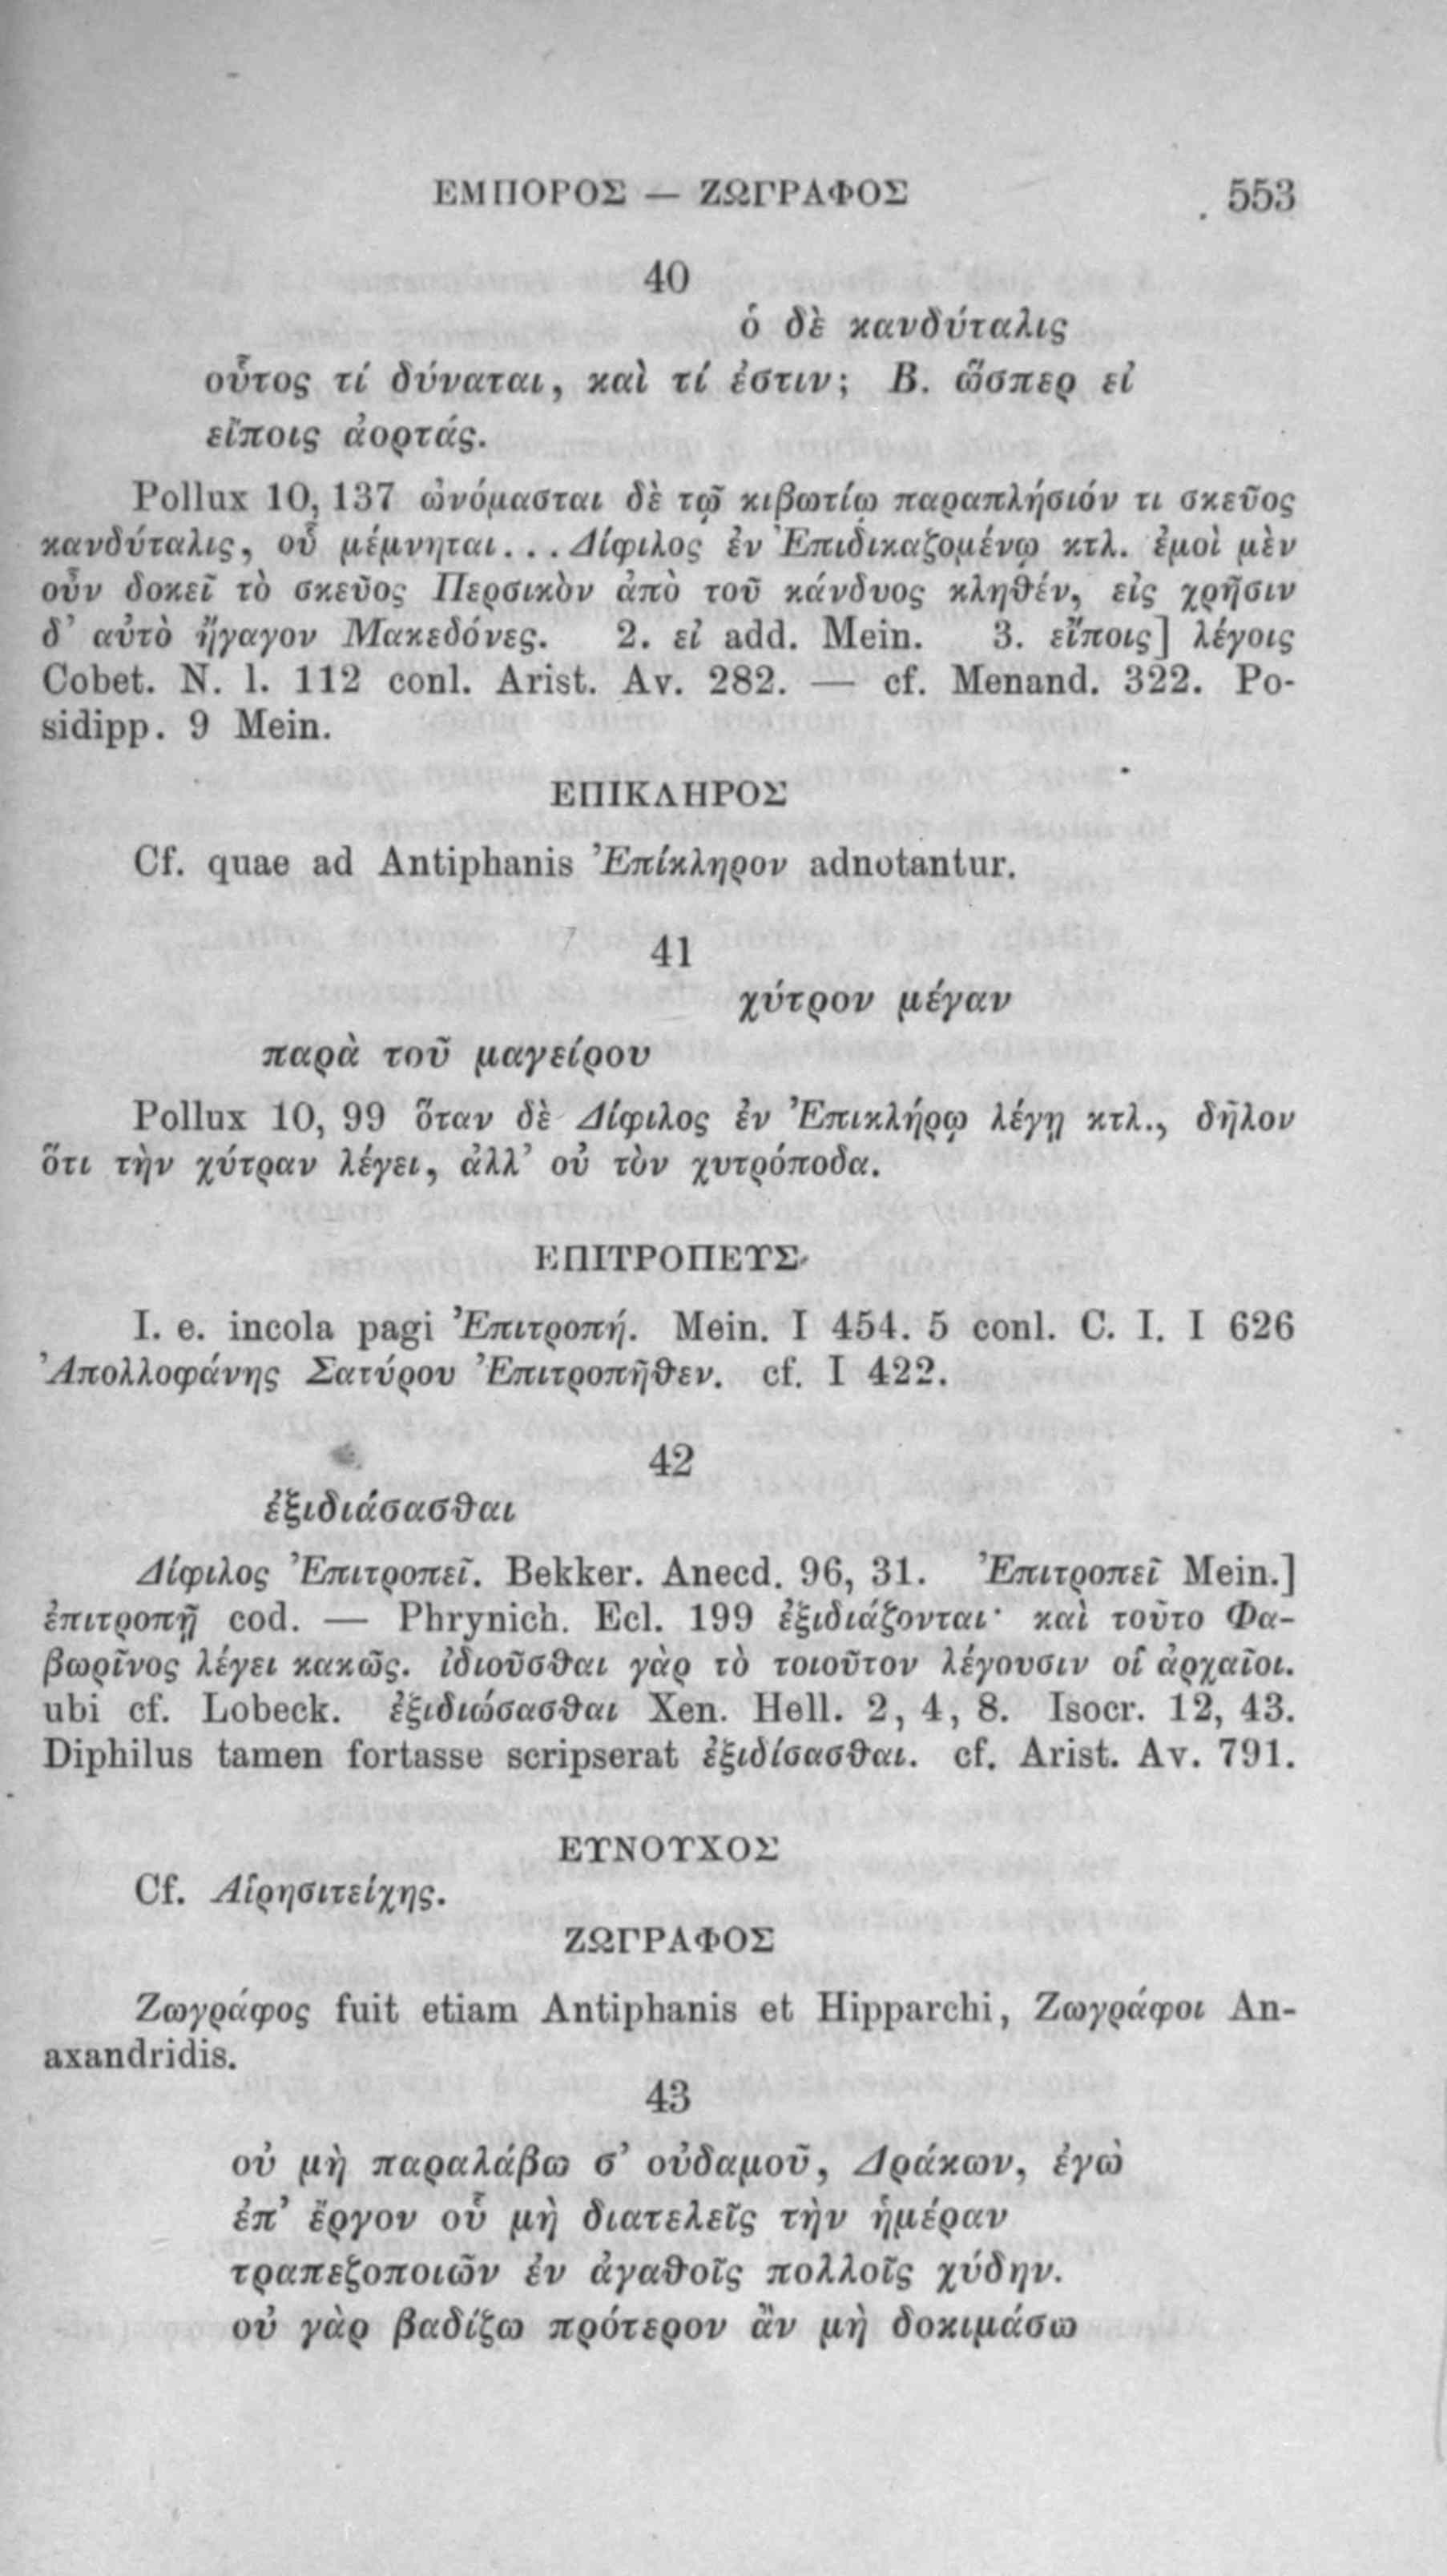 ΕΜΠΟΡΟΣ — ΖΩΓΡΑΦΟΣ 553
40
ὁ δὲ κανδύταλις
οὗτος τί δύναται, καὶ τί ἐστιν; Β. ὥσπερ εἰ
εἴποις ἀορτάς.
Pollux 10, 137 ὠνόμασται δὲ τῷ κιβωτίῳ παραπλήσιόν τι σκεῦος
κανδύταλις, οὗ μέμνηται... Δίφιλος ἐν Ἐπιδικαζομένῳ κτλ. ἐμοὶ μὲν
οὖν δοκεῖ τὸ σκεῦος Περσικὸν ἀπὸ τοῦ κάνδυος κληθέν, εἰς χρῆσιν
δ' αὐτὸ ἤγαγον Μακεδόνες. 2. εἰ add. Mein. 3. εἴποις] λέγοις
Cobet. N. l. 112 conl. Arist. Av. 282. — cf. Menand. 322. Po-
sidipp. 9 Mein.
ΕΠΙΚΛΗΡΟΣ
Cf. quae ad Antiphanis Ἐπίκληρον adnotantur.
41
χύτρον μέγαν
παρὰ τοῦ μαγείρου
Pollux 10, 99 ὅταν δὲ Δίφιλος ἐν Ἐπικλήρῳ λέγῃ κτλ., δῆλον
ὅτι τὴν χύτραν λέγει, ἀλλ' οὐ τὸν χυτρόποδα.
ΕΠΙΤΡΟΠΕΥΣ
I. e. incola pagi Ἐπιτροπή. Mein. I 454. 5 conl. C. I. I 626
Ἀπολλοφάνης Σατύρου Ἐπιτροπῆθεν. cf. I 422.
42
ἐξιδιάσασθαι
Δίφιλος Ἐπιτροπεῖ. Bekker. Anecd. 96, 31. Ἐπιτροπεῖ Mein.]
ἐπιτροπῇ cod. — Phrynich. Ecl. 199 ἐξιδιάζονται· καὶ τοῦτο Φα-
βωρῖνος λέγει κακῶς. ἰδιοῦσθαι γὰρ τὸ τοιοῦτον λέγουσιν οἱ ἀρχαῖοι.
ubi cf. Lobeck. ἐξιδιώσασθαι Xen. Hell. 2, 4, 8. Isocr. 12, 43.
Diphilus tamen fortasse scripserat ἐξιδίσασθαι. cf. Arist. Av. 791.
ΕΥΝΟΥΧΟΣ
Cf. Αἱρησιτείχης.
ΖΩΓΡΑΦΟΣ
Ζωγράφος fuit etiam Antiphanis et Hipparchi, Ζωγράφοι An-
axandridis.
43
οὐ μὴ παραλάβω σ' οὐδαμοῦ, Δράκων, ἐγὼ
ἐπ' ἔργον οὗ μὴ διατελεῖς τὴν ἡμέραν
τραπεζοποιῶν ἐν ἀγαθοῖς πολλοῖς χύδην.
οὐ γὰρ βαδίζω πρότερον ἂν μὴ δοκιμάσω